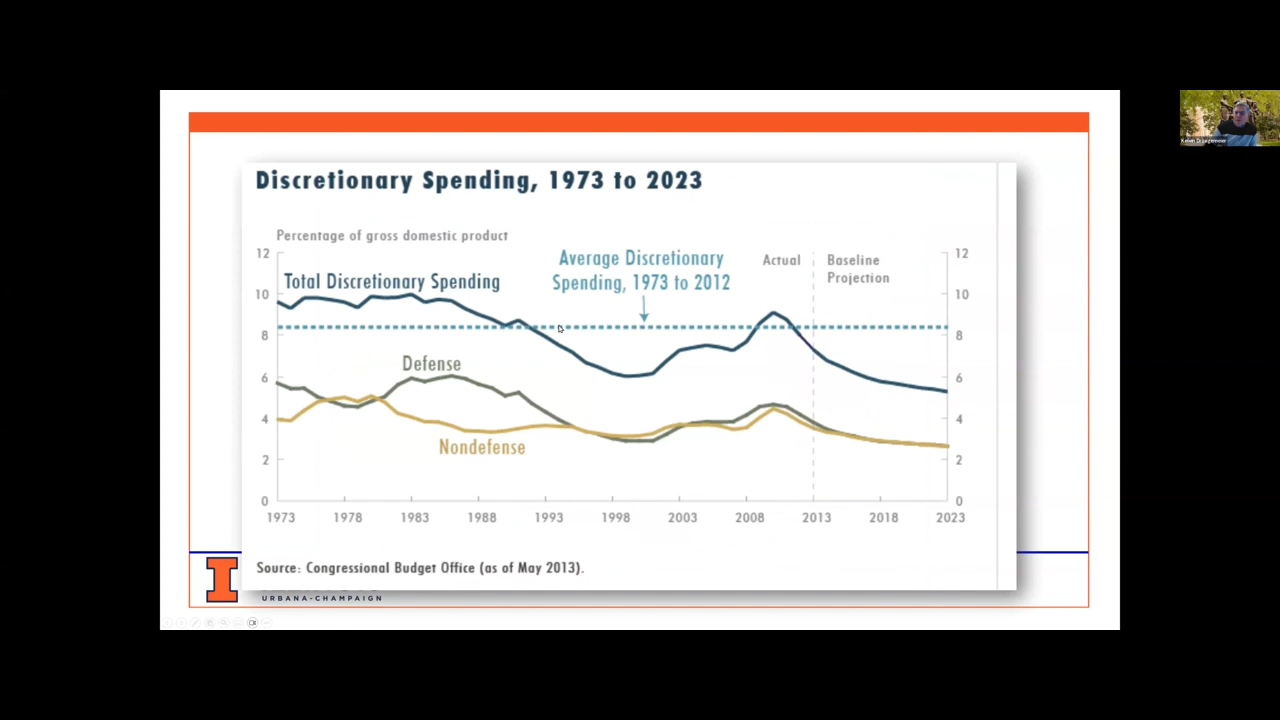 Discretionary Spending, 1973 to 2023
Percentage of gross domestic product
12
10
8
6
4
2
0
Total Discretionary Spending
Average Discretionary
Spending, 1973 to 2012
Actual
Baseline
Projection
12
10
8
6
4
2
0
Defense
Nondefense
1973 1978 1983 1988 1993 1998 2003 2008 2013 2018 2023
Source: Congressional Budget Office (as of May 2013).
I
URBANA-CHAMPAIGN